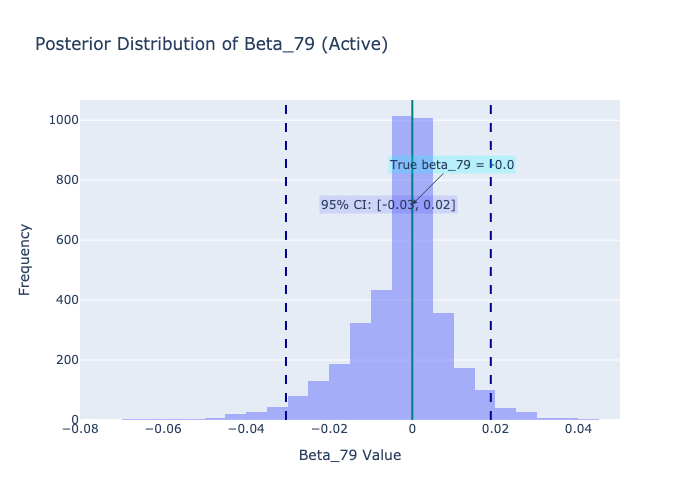 Posterior Distribution of Beta_79 (Active)
1000
800
600
400
200
0
Frequency
True beta_79 = -0.0
95% CI: [-0.03, 0.02]
−0.08
−0.06
−0.04
−0.02
0
0.02
0.04
Beta_79 Value